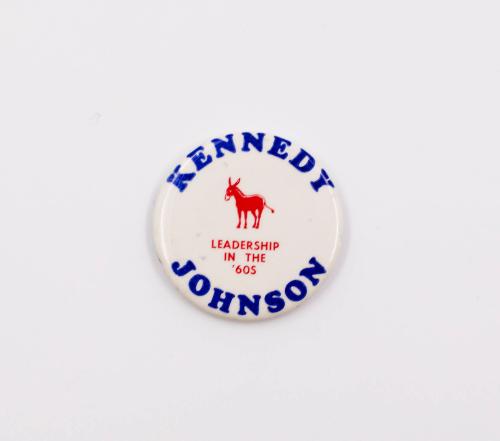 KENNEDY
LEADERSHIP
IN THE
'60S
JOHNSON